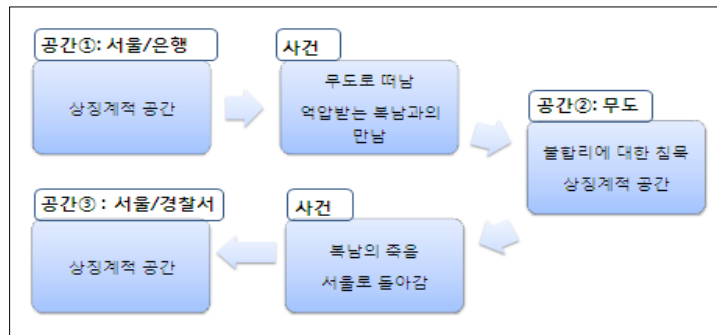 공간①: 서울/은행
상징계적 공간
사건
무도로 떠남
억압받는 복남과의
만남
공간②: 무도
불합리에 대한 침묵
상징계적 공간
사건
복남의 죽음
서울로 돌아감
공간③ : 서울/경찰서
상징계적 공간